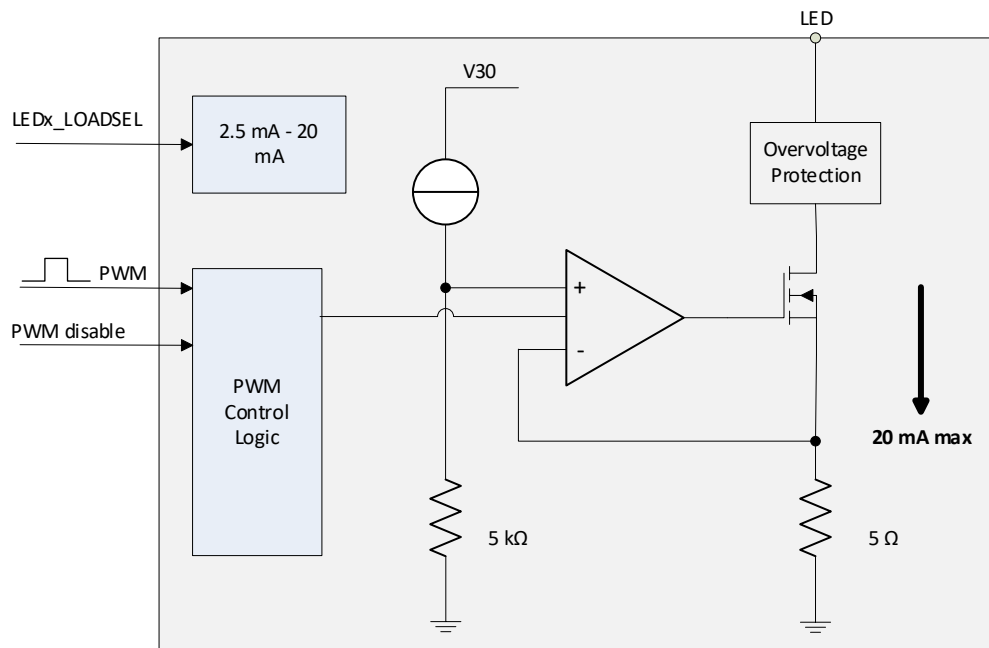 LED
V30
LEDx_LOADSEL
2.5 mA - 20
mA
Overvoltage
Protection
PWM
+
PWM disable
-
PWM
Control
Logic
20 mA max
5 kΩ
5 Ω